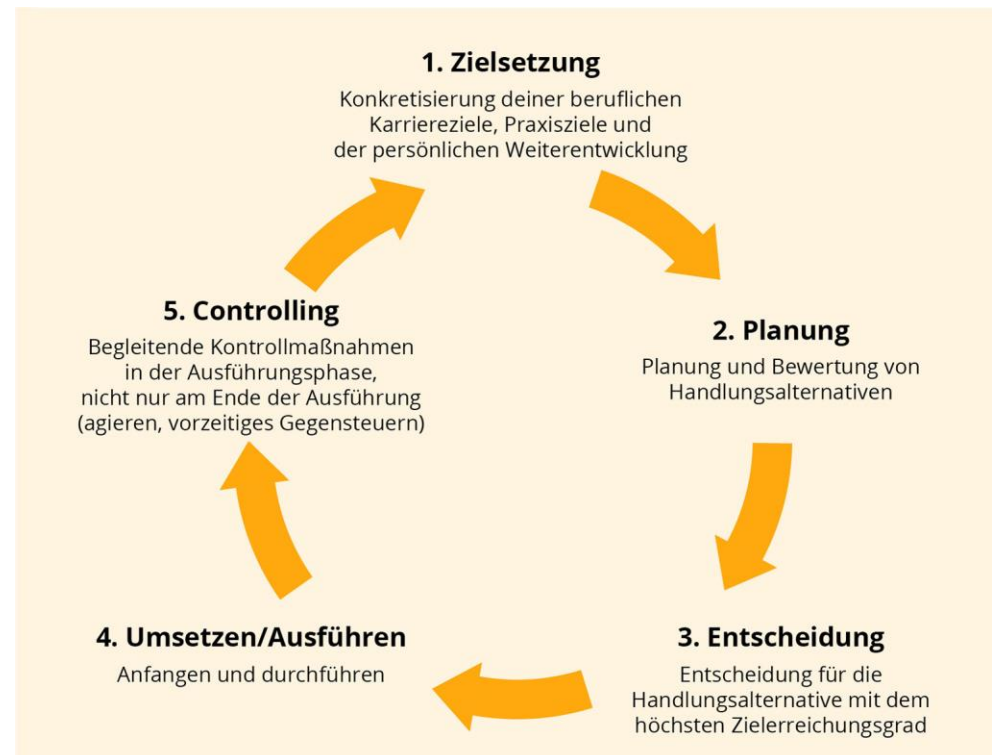 1. Zielsetzung
Konkretisierung deiner beruflichen
Karriereziele, Praxisziele und
der persönlichen Weiterentwicklung
2. Planung
Planung und Bewertung von
Handlungsalternativen
3. Entscheidung
Entscheidung für die
Handlungsalternative mit dem
höchsten Zielerreichungsgrad
4. Umsetzen/Ausführen
Anfangen und durchführen
5. Controlling
Begleitende Kontrollmaßnahmen
in der Ausführungsphase,
nicht nur am Ende der Ausführung
(agieren, vorzeitiges Gegensteuern)